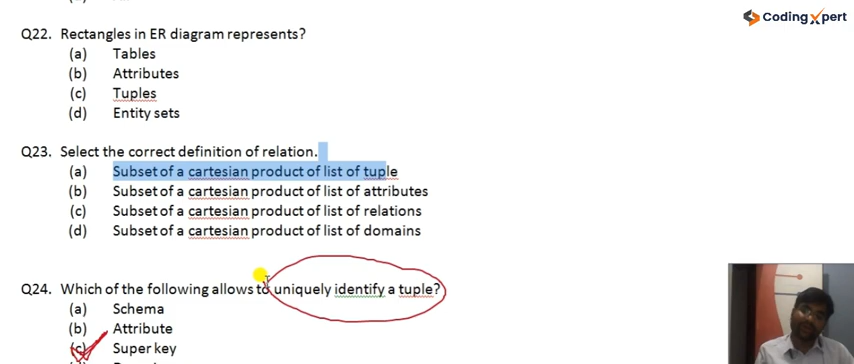 Coding Xpert
Q22. Rectangles in ER diagram represents?
(a) Tables
(b) Attributes
(c) Tuples
(d) Entity sets
Q23. Select the correct definition of relation.
(a) Subset of a cartesian product of list of tuple
(b) Subset of a cartesian product of list of attributes
(c) Subset of a cartesian product of list of relations
(d) Subset of a cartesian product of list of domains
Q24. Which of the following allows to uniquely identify a tuple?
(a) Schema
(b) Attribute
(c) Super key